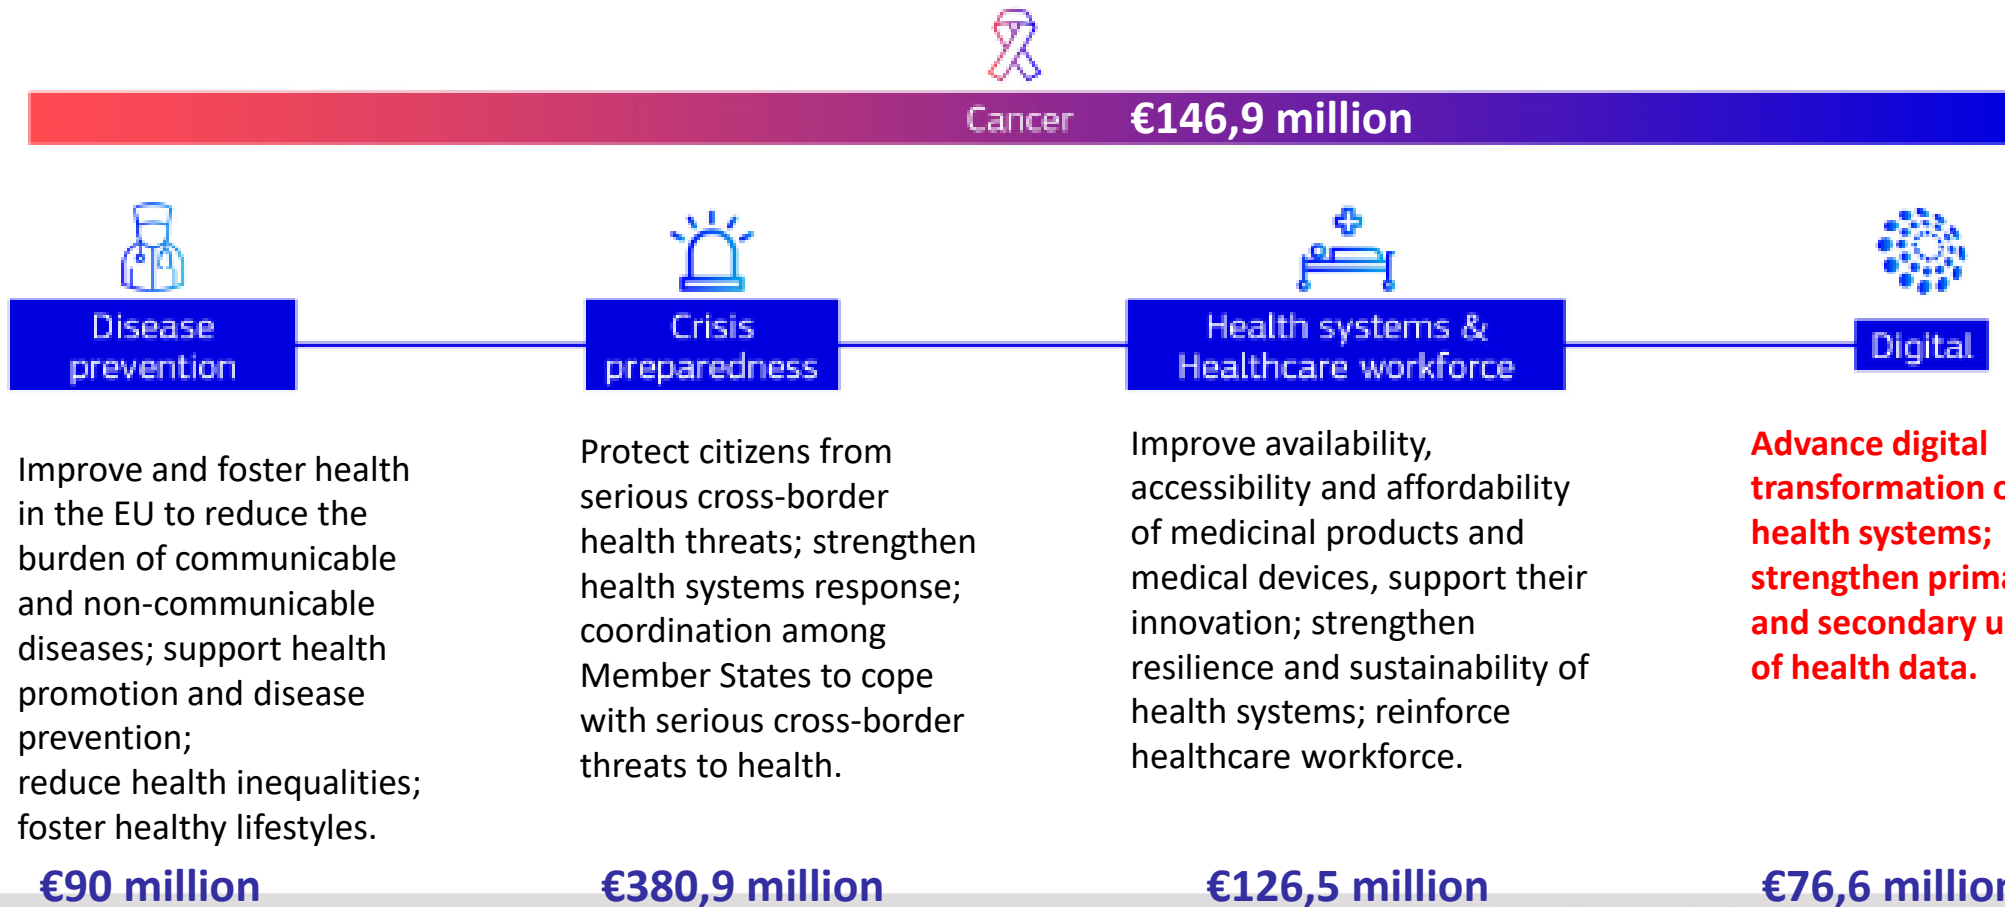 Cancer €146,9 million
Disease
prevention
Crisis
preparedness
Health systems &
Healthcare workforce
Digital
Improve and foster health
in the EU to reduce the
burden of communicable
and non-communicable
diseases; support health
promotion and disease
prevention;
reduce health inequalities;
foster healthy lifestyles.
€90 million
Protect citizens from
serious cross-border
health threats; strengthen
health systems response;
coordination among
Member States to cope
with serious cross-border
threats to health.
€380,9 million
Improve availability,
accessibility and affordability
of medicinal products and
medical devices, support their
innovation; strengthen
resilience and sustainability of
health systems; reinforce
healthcare workforce.
€126,5 million
Advance digital
transformation
health systems;
strengthen
and secondary
of health data.
€76,6 million